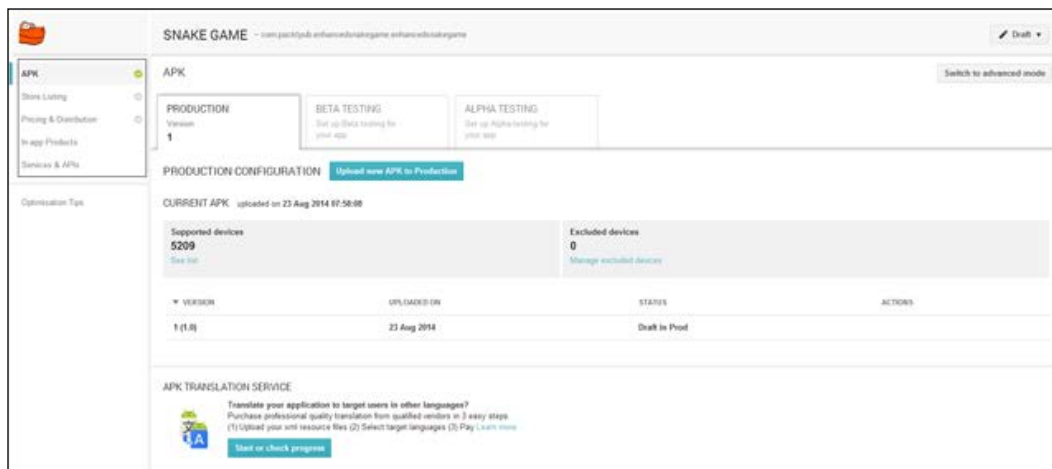 SNAKE GAME - com.packtpub.enhancedsnakegame.enhancedsnakegame
Draft
APK
Store Listing
Pricing & Distribution
In-app Products
Services & APIs
Optimisation Tips
APK
Switch to advanced mode
PRODUCTION
Version
1
BETA TESTING
Set up Beta testing for
your app
ALPHA TESTING
Set up Alpha testing for
your app
PRODUCTION CONFIGURATION
Upload new APK to Production
CURRENT APK uploaded on 23 Aug 2014 07:50:08
Supported devices
5209
See list
Excluded devices
0
Manage excluded devices
VERSION UPLOADED ON STATUS ACTIONS
1 (1.0) 23 Aug 2014 Draft in Prod
APK TRANSLATION SERVICE
Translate your application to target users in other languages?
Purchase professional quality translation from qualified vendors in 3 easy steps.
(1) Upload your xml resource files (2) Select target languages (3) Pay Learn more
Start or check progress